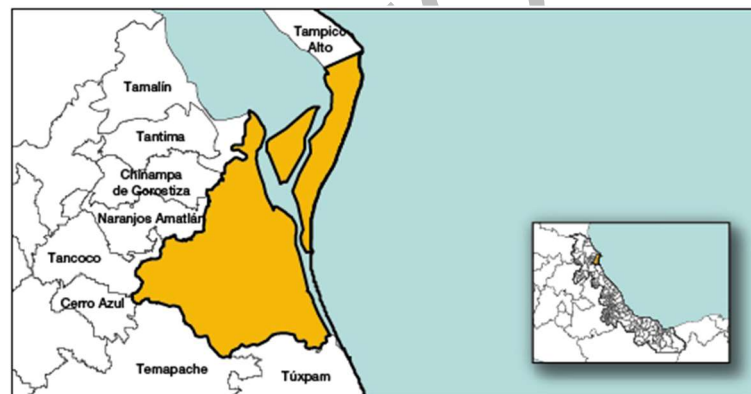 Tampico
Alto
Tamalín
Tantima
Chinampa
de Gorostiza
Naranjos Amatlán
Tancoco
Cerro Azul
Temapache
Túxpam